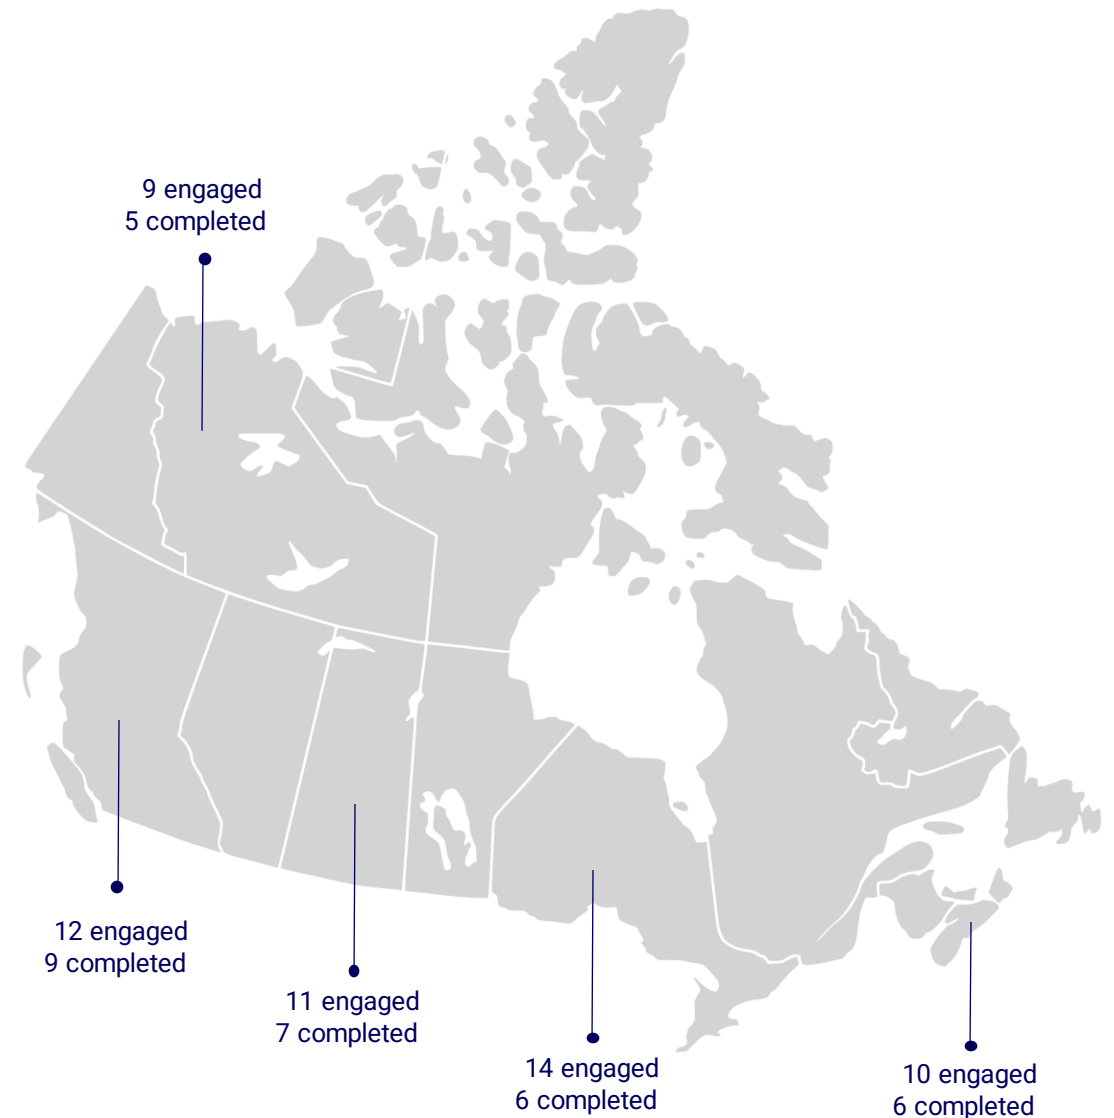 9 engaged
5 completed
12 engaged
9 completed
11 engaged
7 completed
14 engaged
6 completed
10 engaged
6 completed